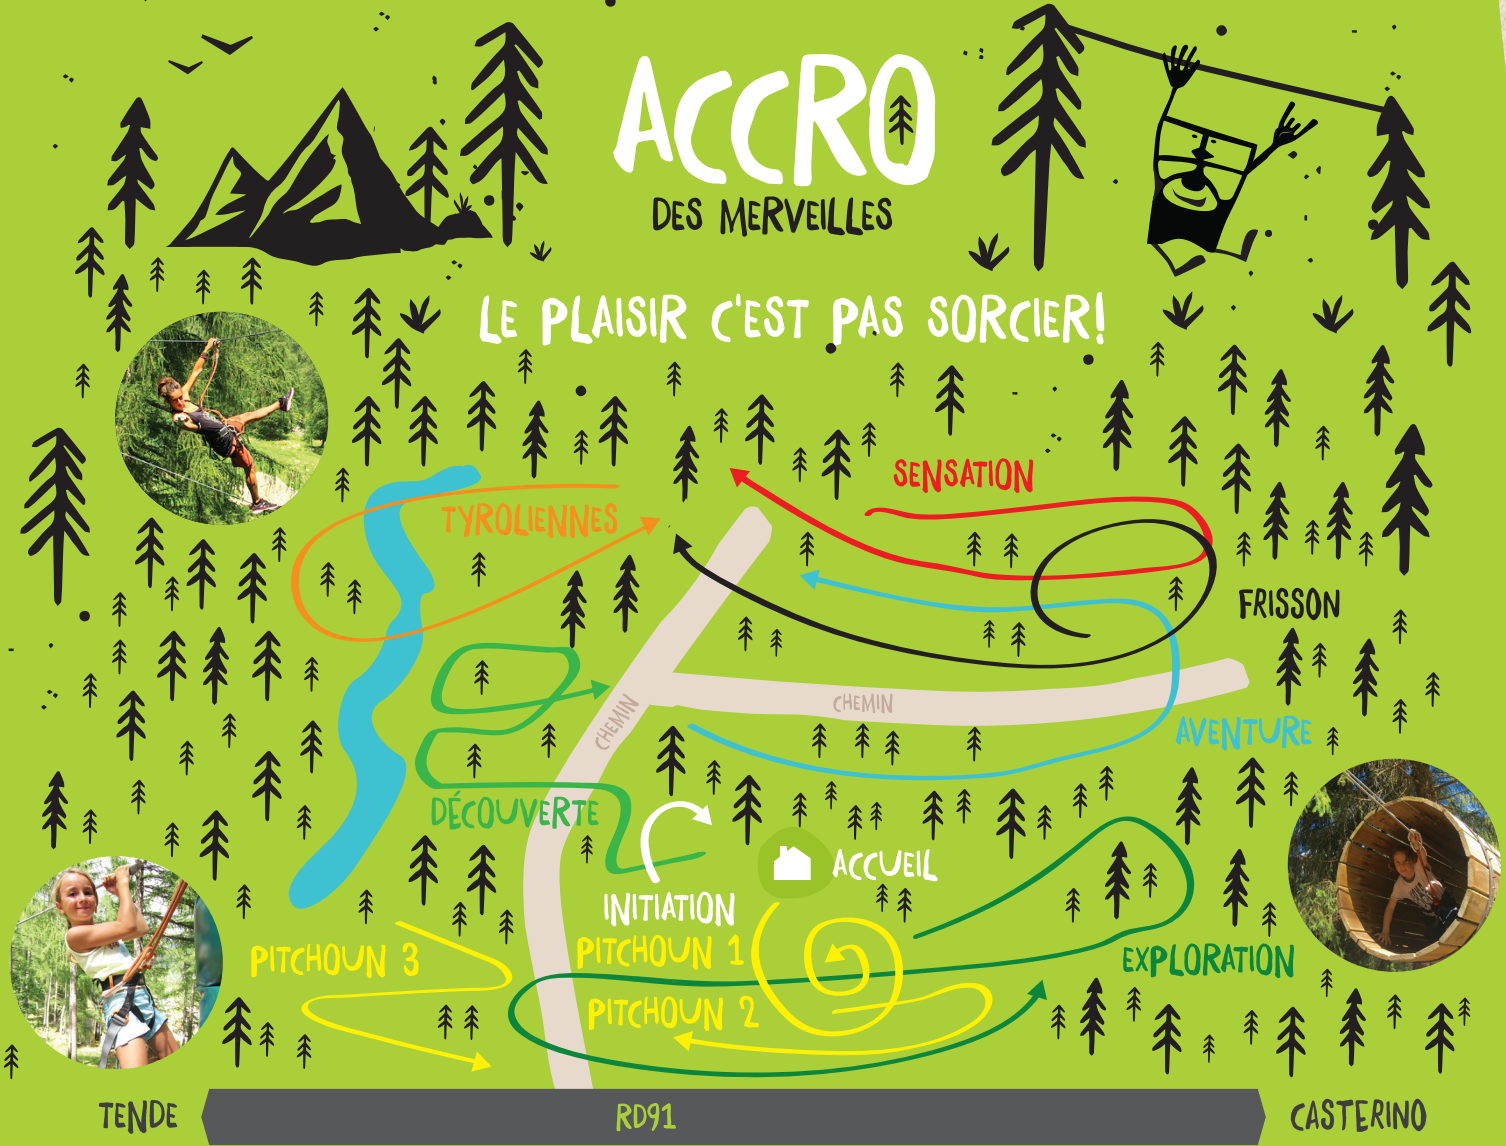 ACCRO
DES MERVEILLES
LE PLAISIR C'EST PAS SORCIER!
SENSATION
TYROLIENNES
FRISSON
CHEMIN
CHEMIN
AVENTURE
DÉCOUVERTE
ACCUEIL
INITIATION
PITCHOUN 3
PITCHOUN 1
EXPLORATION
PITCHOUN 2
TENDE
RD91
CASTERINO